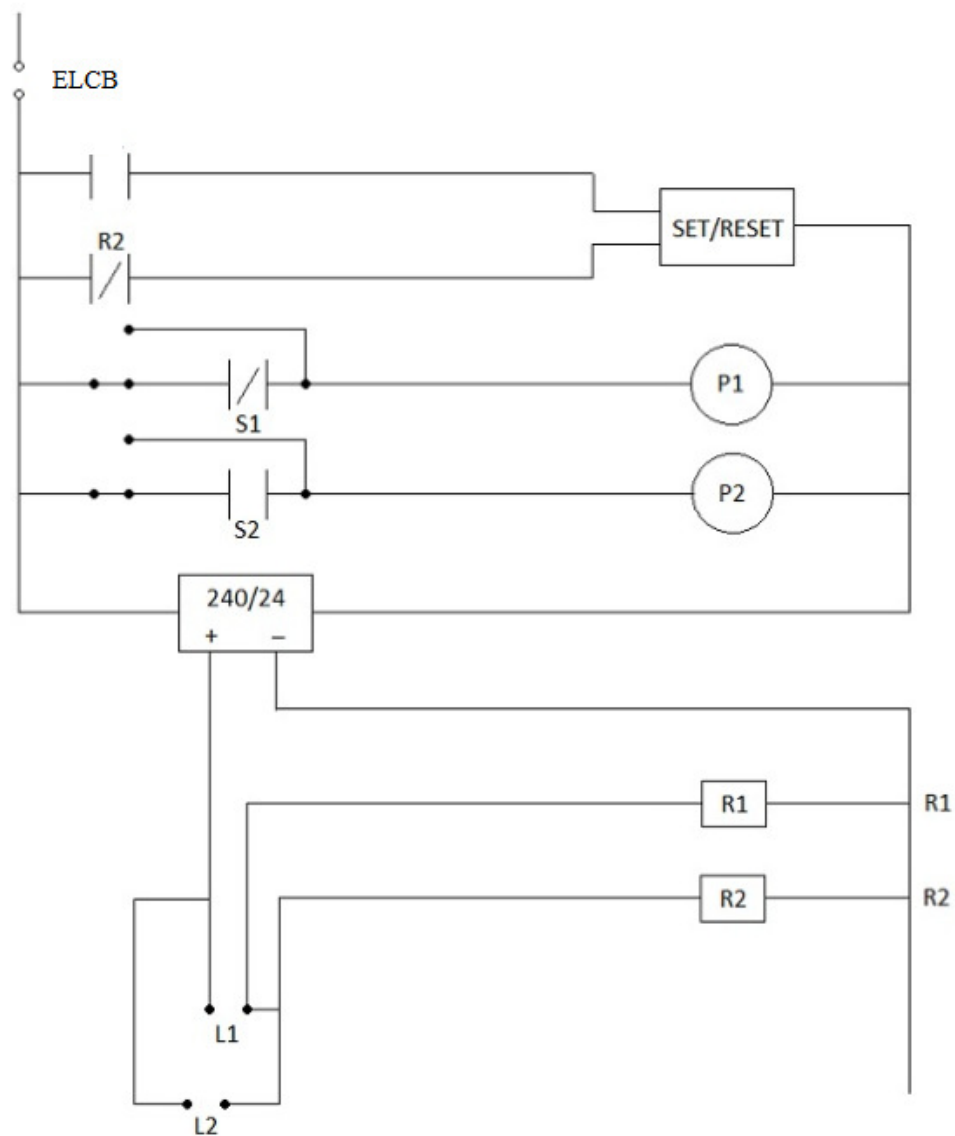 ELCB
SET/RESET
R2
P1
S1
P2
S2
240/24
+ –
R1 R1
R2 R2
L1
L2